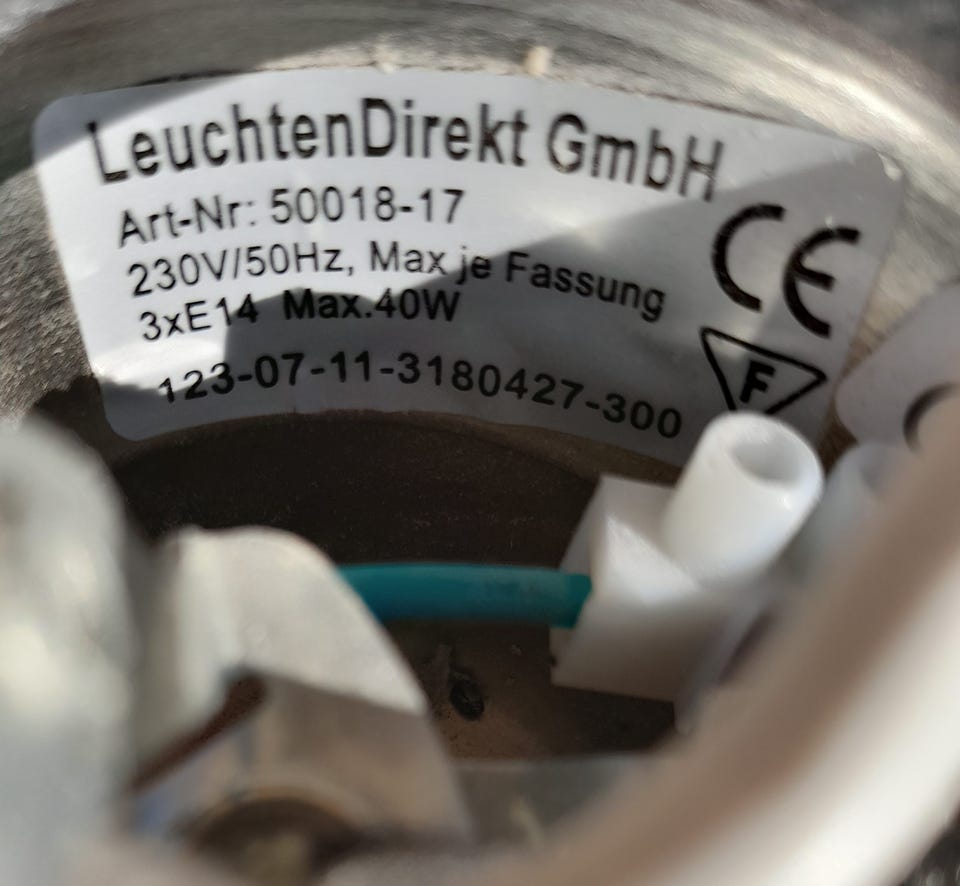 LeuchtenDirekt GmbH
Art-Nr: 50018-17
230V/50Hz, Max je Fassung
3xE14 Max.40W
123-07-11-3180427-300
CE
F